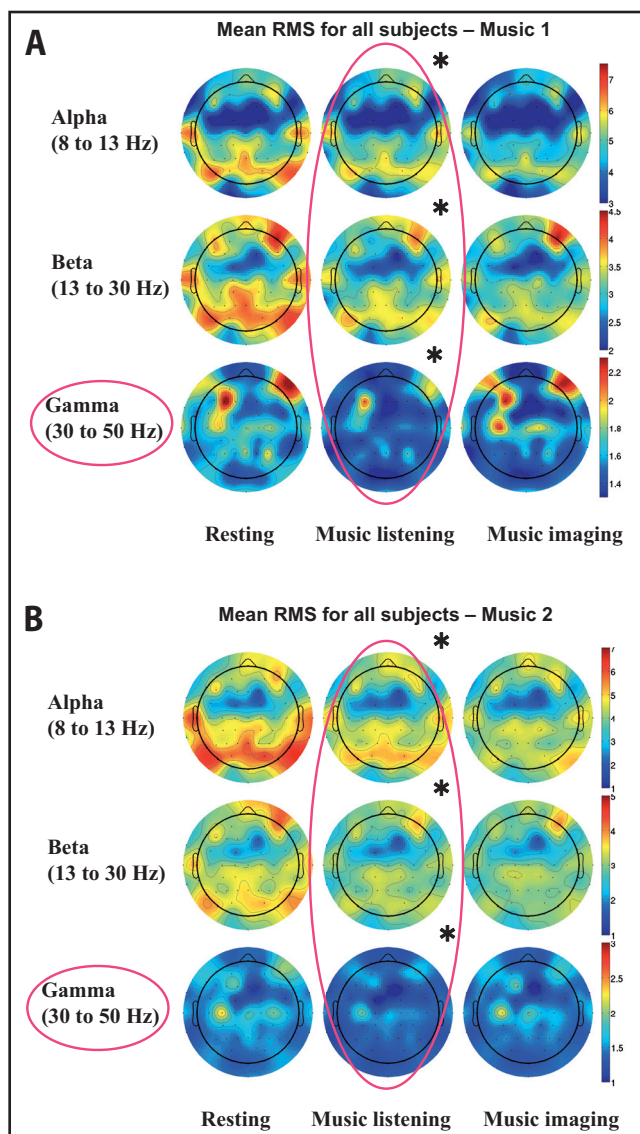 A
Mean RMS for all subjects – Music 1
*
Alpha
(8 to 13 Hz)
7
6
5
4
3
*
Beta
(13 to 30 Hz)
4.5
4
3.5
3
2.5
2
*
Gamma
(30 to 50 Hz)
2.2
2
1.8
1.6
1.4
Resting Music listening Music imaging
B
Mean RMS for all subjects – Music 2
*
Alpha
(8 to 13 Hz)
7
6
5
4
3
2
1
*
Beta
(13 to 30 Hz)
5
4
3
2
1
*
Gamma
(30 to 50 Hz)
3
2.5
2
1.5
1
Resting Music listening Music imaging